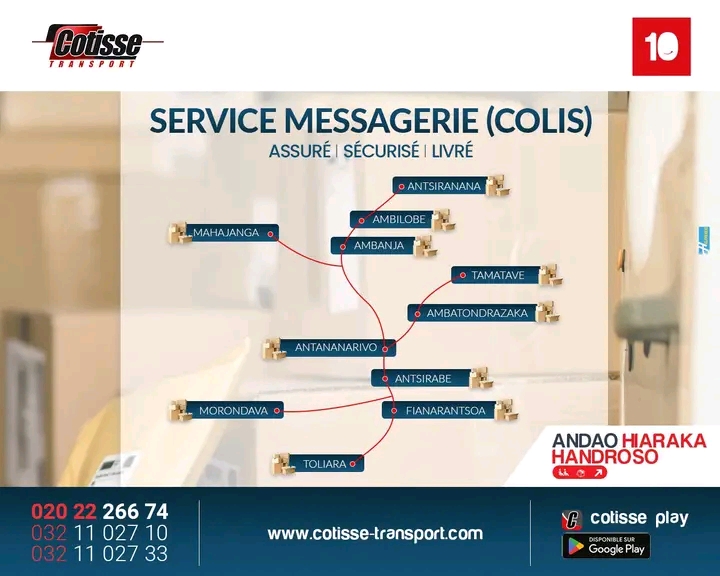 Cotisse
TRANSPORT
10
SERVICE MESSAGERIE (COLIS)
ASSURÉ | SÉCURISÉ | LIVRÉ
ANTSIRANANA
AMBILOBE
MAHAJANGA
AMBANJA
TAMATAVE
AMBATONDRAZAKA
ANTANANARIVO
ANTSIRABE
MORONDAVA
FIANARANTSOA
TOLIARA
ANDAO HIARAKA
HANDROSO
020 22 266 74
032 11 027 10
032 11 027 33
www.cotisse-transport.com
cotisse play
DISPONIBLE SUR
Google Play